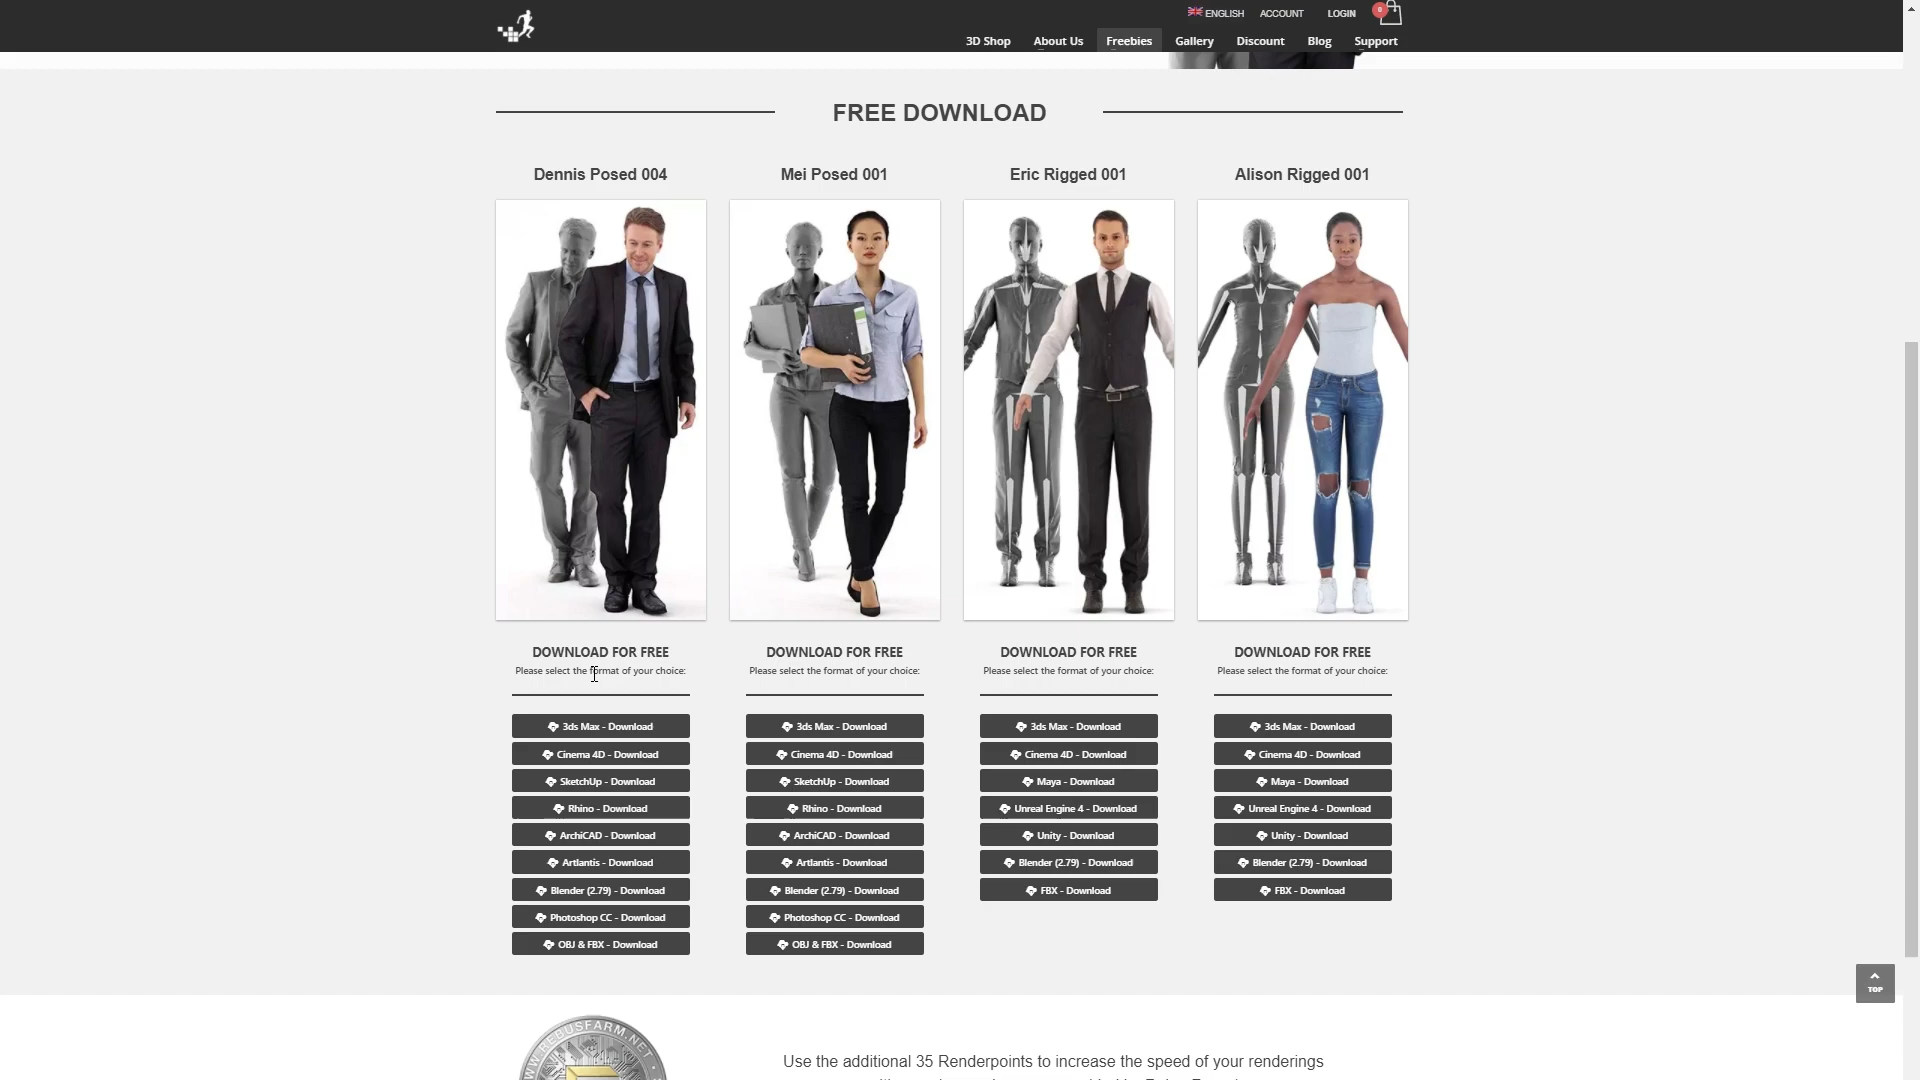 ENGLISH ACCOUNT LOGIN 0
3D Shop About Us Freebies Gallery Discount Blog Support
FREE DOWNLOAD
Dennis Posed 004
Mei Posed 001
Eric Rigged 001
Alison Rigged 001
DOWNLOAD FOR FREE
Please select the format of your choice:
3ds Max - Download
Cinema 4D - Download
SketchUp - Download
Rhino - Download
ArchiCAD - Download
Artlantis - Download
Blender (2.79) - Download
Photoshop CC - Download
OBJ & FBX - Download
DOWNLOAD FOR FREE
Please select the format of your choice:
3ds Max - Download
Cinema 4D - Download
SketchUp - Download
Rhino - Download
ArchiCAD - Download
Artlantis - Download
Blender (2.79) - Download
Photoshop CC - Download
OBJ & FBX - Download
DOWNLOAD FOR FREE
Please select the format of your choice:
3ds Max - Download
Cinema 4D - Download
Maya - Download
Unreal Engine 4 - Download
Unity - Download
Blender (2.79) - Download
FBX - Download
DOWNLOAD FOR FREE
Please select the format of your choice:
3ds Max - Download
Cinema 4D - Download
Maya - Download
Unreal Engine 4 - Download
Unity - Download
Blender (2.79) - Download
FBX - Download
TOP
WWW.REBUSFARM.NET
Use the additional 35 Renderpoints to increase the speed of your renderings